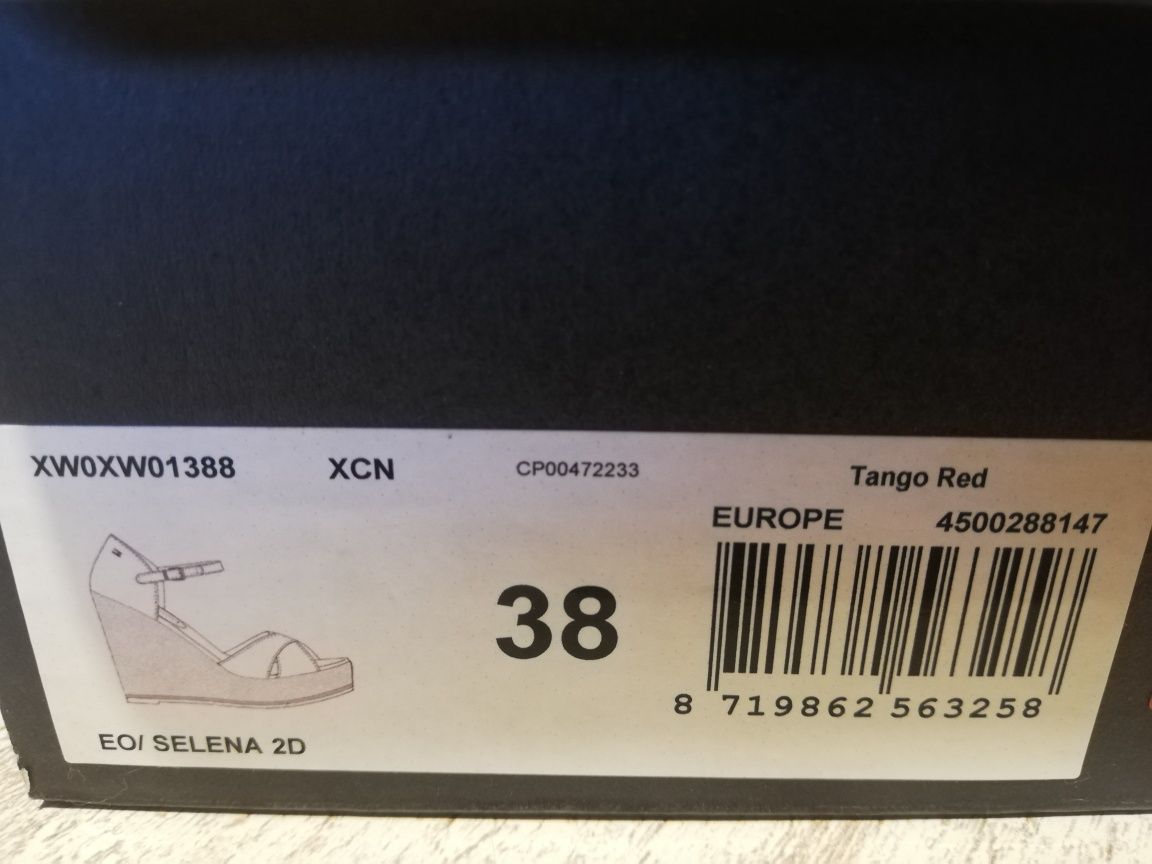 XW0XW01388 XCN CP00472233 Tango Red
EUROPE 4500288147
38
8 719862 563258
EO/ SELENA 2D